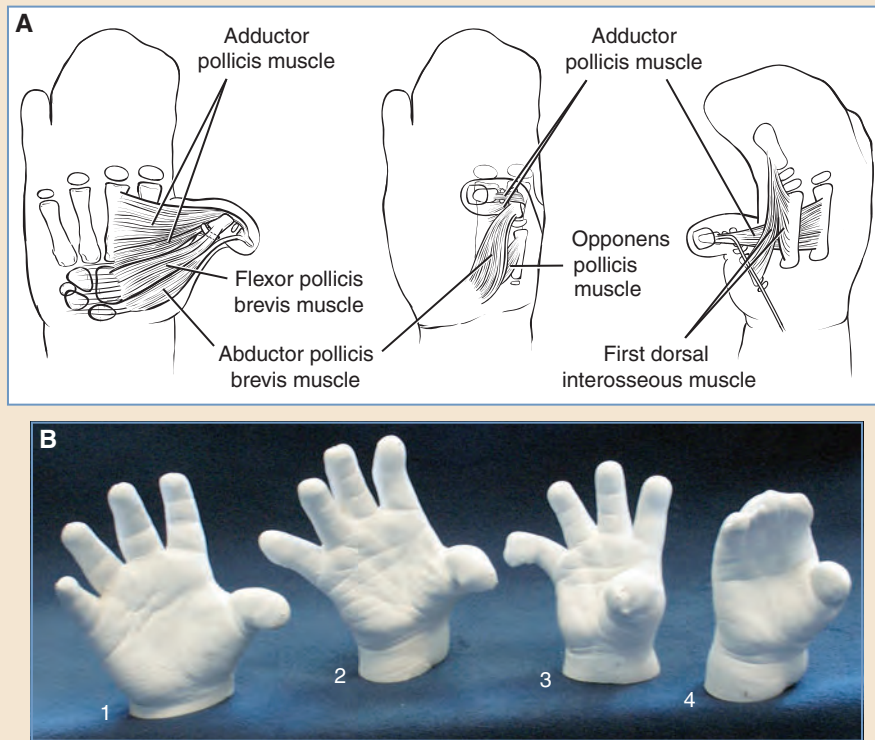 A
Adductor
pollicis muscle
Adductor
pollicis muscle
Opponens
pollicis
muscle
Flexor pollicis
brevis muscle
Abductor pollicis
brevis muscle
First dorsal
interosseous muscle
B
1
2
3
4